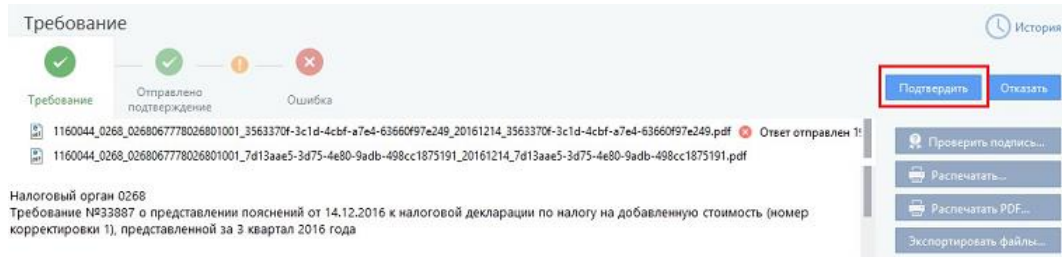 Требование
История
Требование
Отправлено
подтверждение
Ошибка
Подтвердить
Отказать
1160044_0268_0268067778026801001_3563370f-3c1d-4cbf-a7e4-63660f97e249_20161214_3563370f-3c1d-4cbf-a7e4-63660f97e249.pdf Ответ отправлен 15
1160044_0268_0268067778026801001_7d13aae5-3d75-4e80-9adb-498cc1875191_20161214_7d13aae5-3d75-4e80-9adb-498cc1875191.pdf
Проверить подпись...
Распечатать...
Налоговый орган 0268
Требование №33887 о представлении пояснений от 14.12.2016 к налоговой декларации по налогу на добавленную стоимость (номер
корректировки 1), представленной за 3 квартал 2016 года
Распечатать PDF...
Экспортировать файлы...